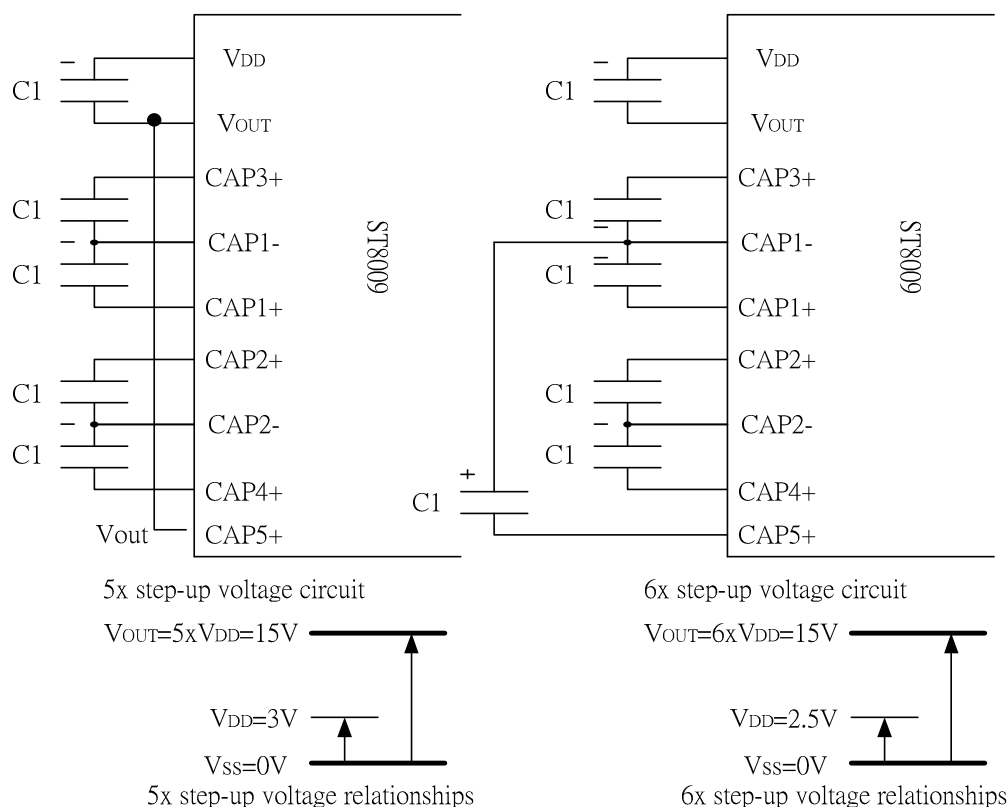 VDD
C1
VOUT
CAP3+
C1
CAP1-
C1
CAP1+
CAP2+
C1
CAP2-
C1
CAP4+
Vout
CAP5+
ST8009
5x step-up voltage circuit
VOUT=5xVDD=15V
VDD=3V
VSS=0V
5x step-up voltage relationships
VDD
C1
VOUT
CAP3+
C1
CAP1-
C1
CAP1+
CAP2+
C1
CAP2-
C1
CAP4+
+
C1
CAP5+
ST8009
6x step-up voltage circuit
VOUT=6xVDD=15V
VDD=2.5V
VSS=0V
6x step-up voltage relationships